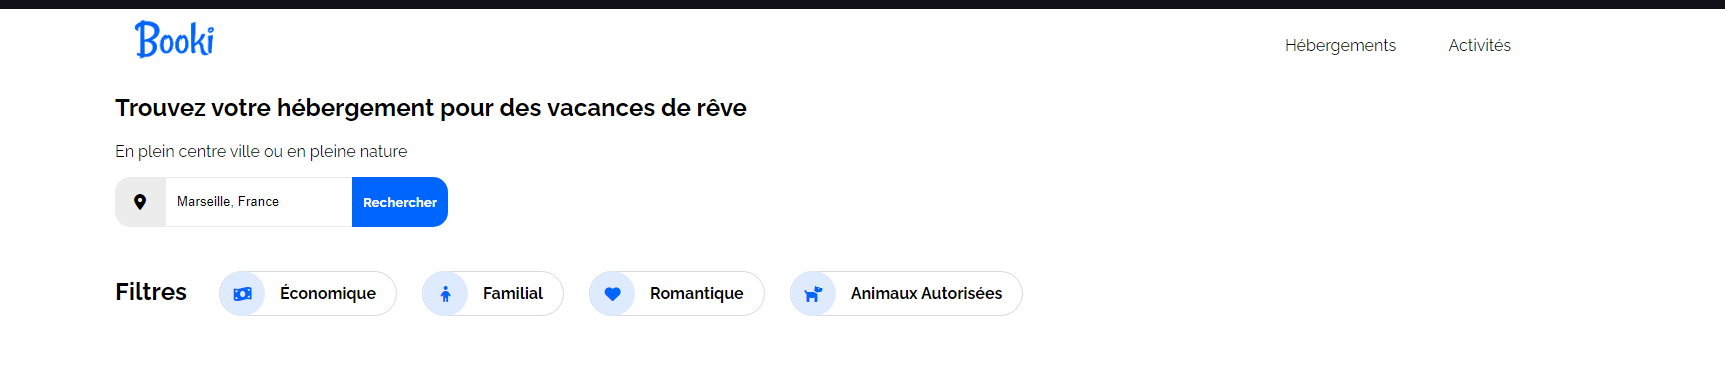 Booki
Hébergements Activités
Trouvez votre hébergement pour des vacances de rêve
En plein centre ville ou en pleine nature
Marseille, France Rechercher
Filtres Économique Familial Romantique Animaux Autorisées